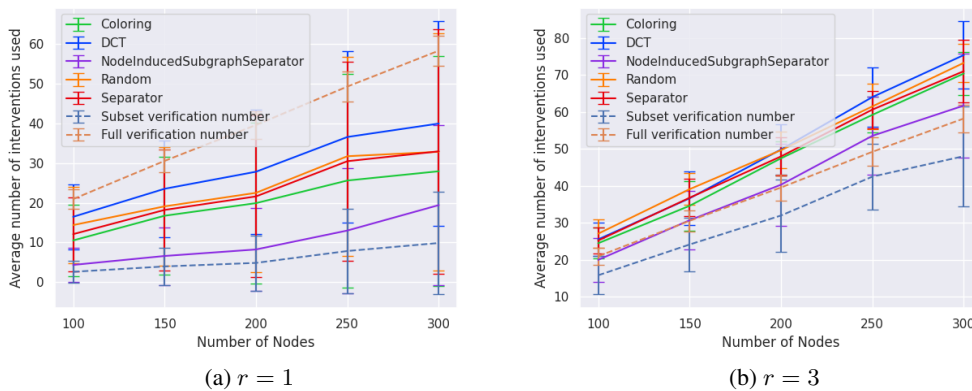 Average number of interventions used
60
50
40
30
20
10
0
Coloring
DCT
NodeInducedSubgraphSeparator
Random
Separator
Subset verification number
Full verification number
100 150 200 250 300
Number of Nodes
(a) r = 1
Average number of interventions used
80
70
60
50
40
30
20
10
Coloring
DCT
NodeInducedSubgraphSeparator
Random
Separator
Subset verification number
Full verification number
100 150 200 250 300
Number of Nodes
(b) r = 3